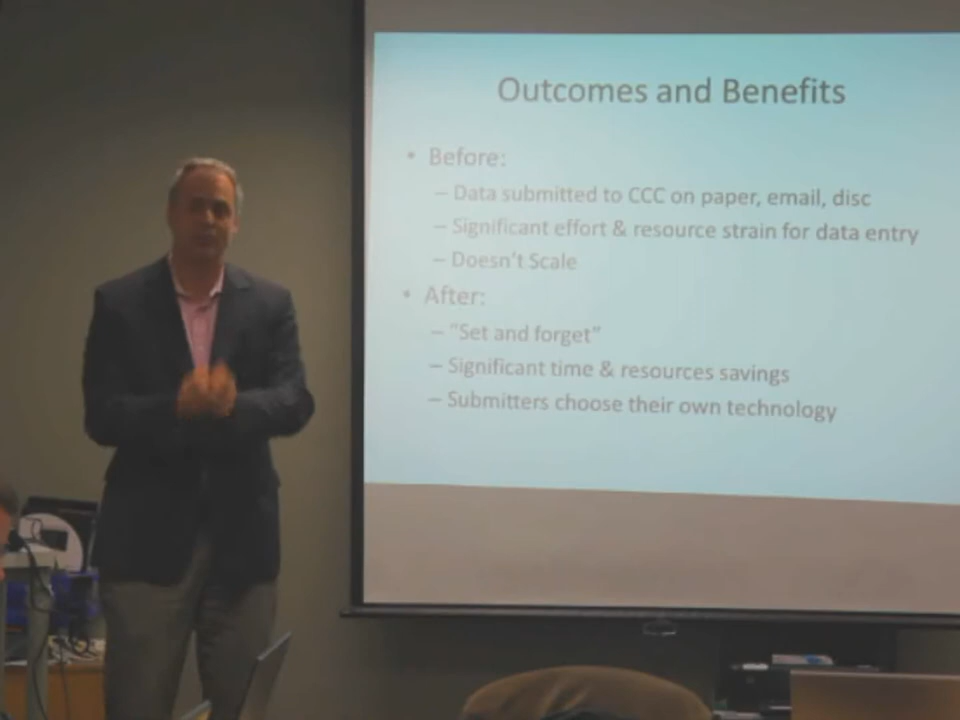 Outcomes and Benefits
• Before:
– Data submitted to CCC on paper, email, disc
– Significant effort & resource strain for data entry
– Doesn't Scale
• After:
– "Set and forget"
– Significant time & resources savings
– Submitters choose their own technology